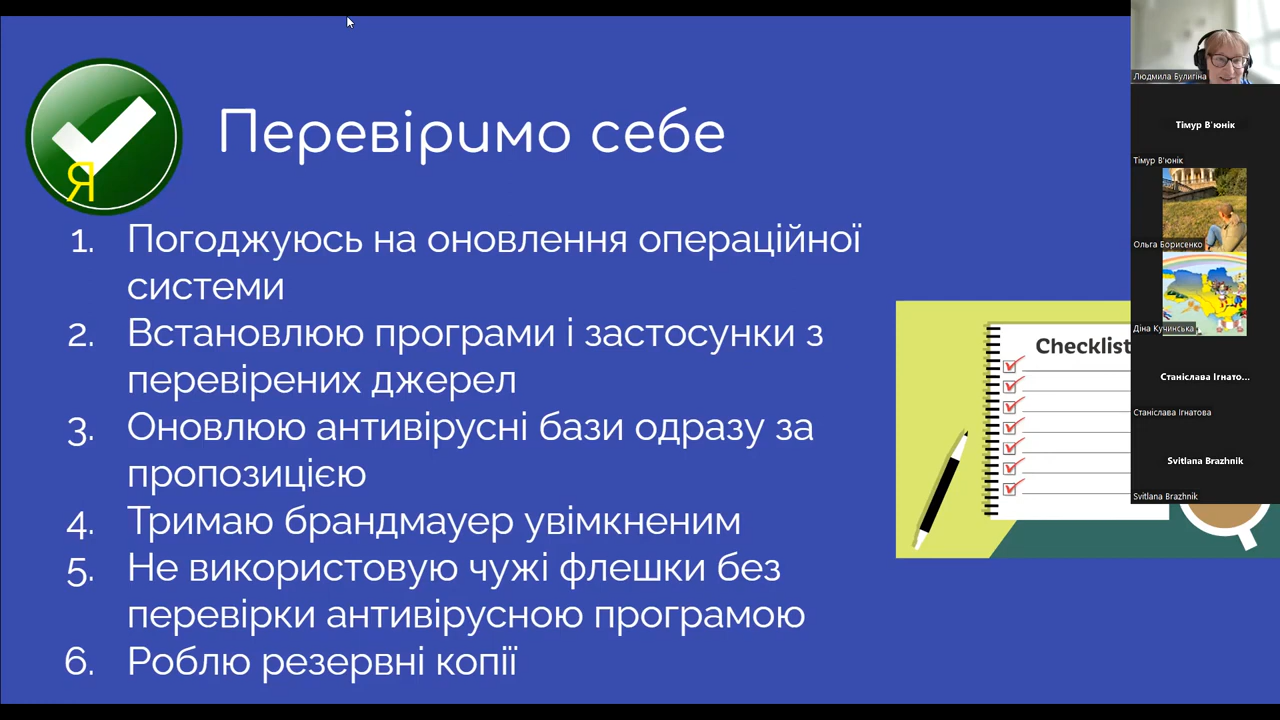 Перевіримо себе
Я
1. Погоджуюсь на оновлення операційної
системи
2. Встановлюю програми і застосунки з
перевірених джерел
3. Оновлюю антивірусні бази одразу за
пропозицією
4. Тримаю брандмауер увімкненим
5. Не використовую чужі флешки без
перевірки антивірусною програмою
6. Роблю резервні копії
Checklist
Людмила Булигіна
Тімур В'юнік
Тімур В'юнік
Ольга Борисенко
Діна Кучинська
Станіслава Ігнато...
Станіслава Ігнатова
Svitlana Brazhnik
Svitlana Brazhnik